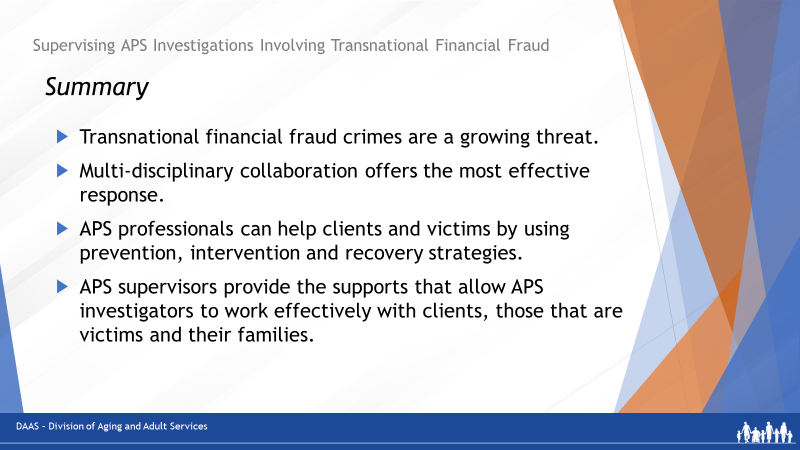 Supervising APS Investigations Involving Transnational Financial Fraud
Summary
Transnational financial fraud crimes are a growing threat.
Multi-disciplinary collaboration offers the most effective
response.
APS professionals can help clients and victims by using
prevention, intervention and recovery strategies.
APS supervisors provide the supports that allow APS
investigators to work effectively with clients, those that are
victims and their families.
DAAS – Division of Aging and Adult Services